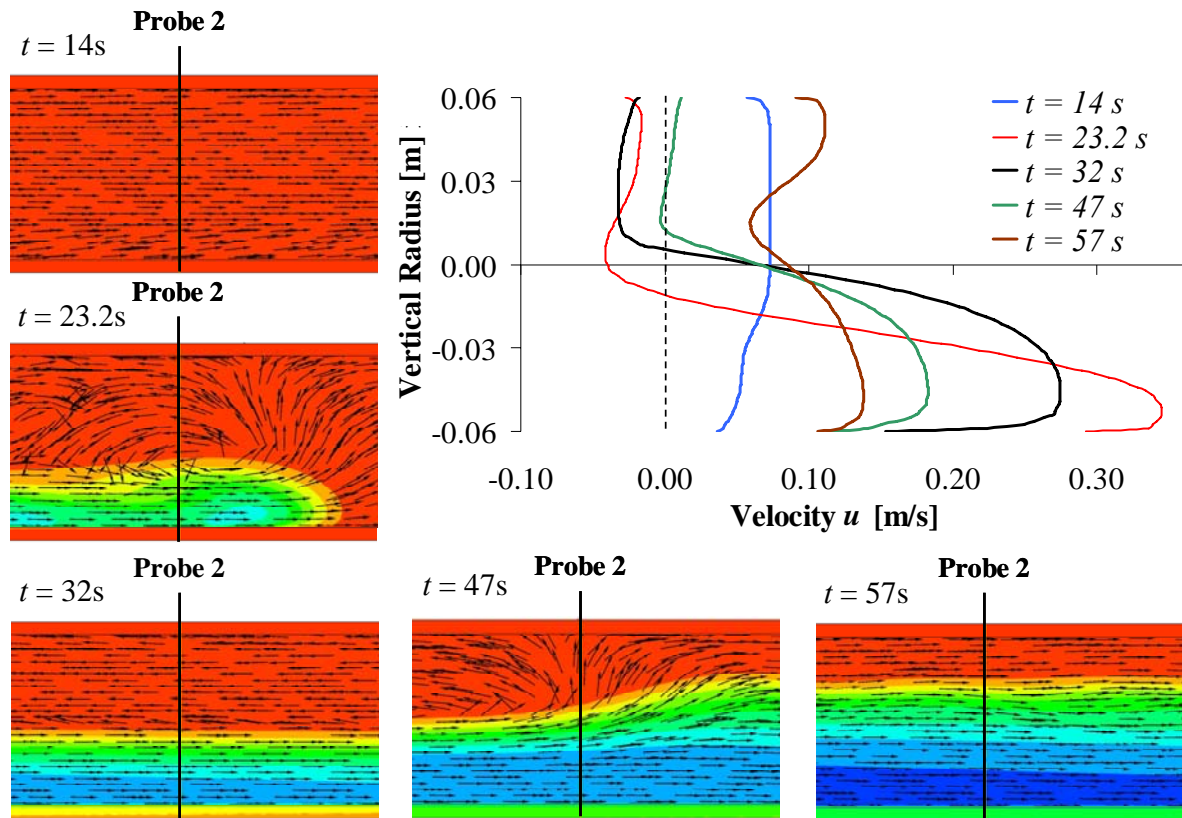 Probe 2
t = 14s
Probe 2
t = 23.2s
Vertical Radius [m]
0.06
0.03
0.00
-0.03
-0.06
-0.10
0.00
0.10
0.20
0.30
Velocity u [m/s]
t = 14 s
t = 23.2 s
t = 32 s
t = 47 s
t = 57 s
Probe 2
t = 32s
Probe 2
t = 47s
Probe 2
t = 57s